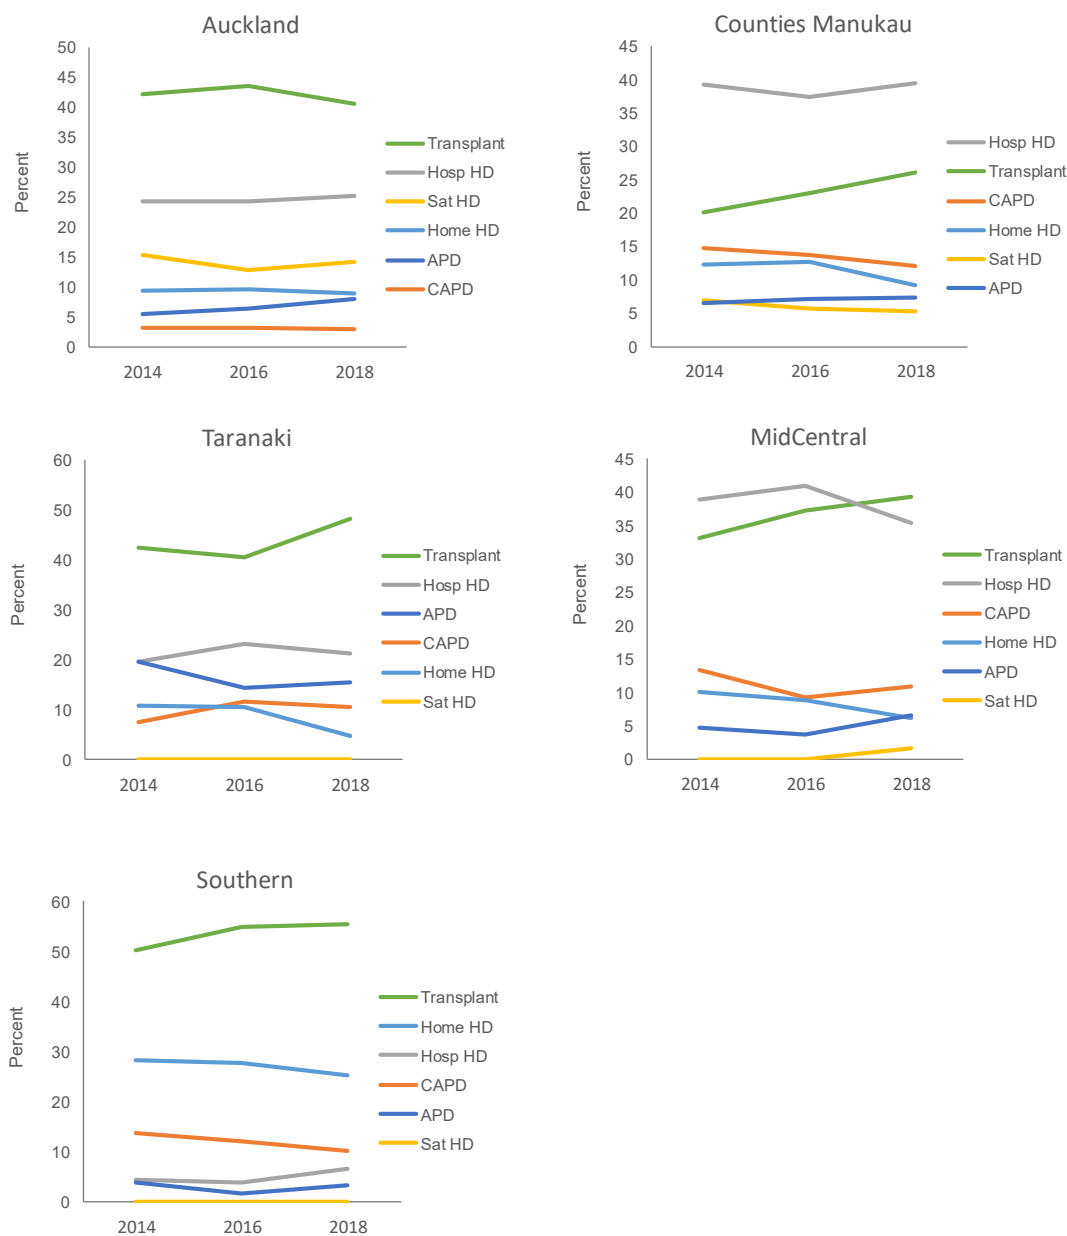 Auckland
50
45
40
35
30
25
20
15
10
5
0
Percent
2014 2016 2018
Transplant
Hosp HD
Sat HD
Home HD
APD
CAPD
Counties Manukau
45
40
35
30
25
20
15
10
5
0
Percent
2014 2016 2018
Hosp HD
Transplant
CAPD
Home HD
Sat HD
APD
Taranaki
60
50
40
30
20
10
0
Percent
2014 2016 2018
Transplant
Hosp HD
APD
CAPD
Home HD
Sat HD
MidCentral
45
40
35
30
25
20
15
10
5
0
Percent
2014 2016 2018
Transplant
Hosp HD
CAPD
Home HD
APD
Sat HD
Southern
60
50
40
30
20
10
0
Percent
2014 2016 2018
Transplant
Home HD
Hosp HD
CAPD
APD
Sat HD